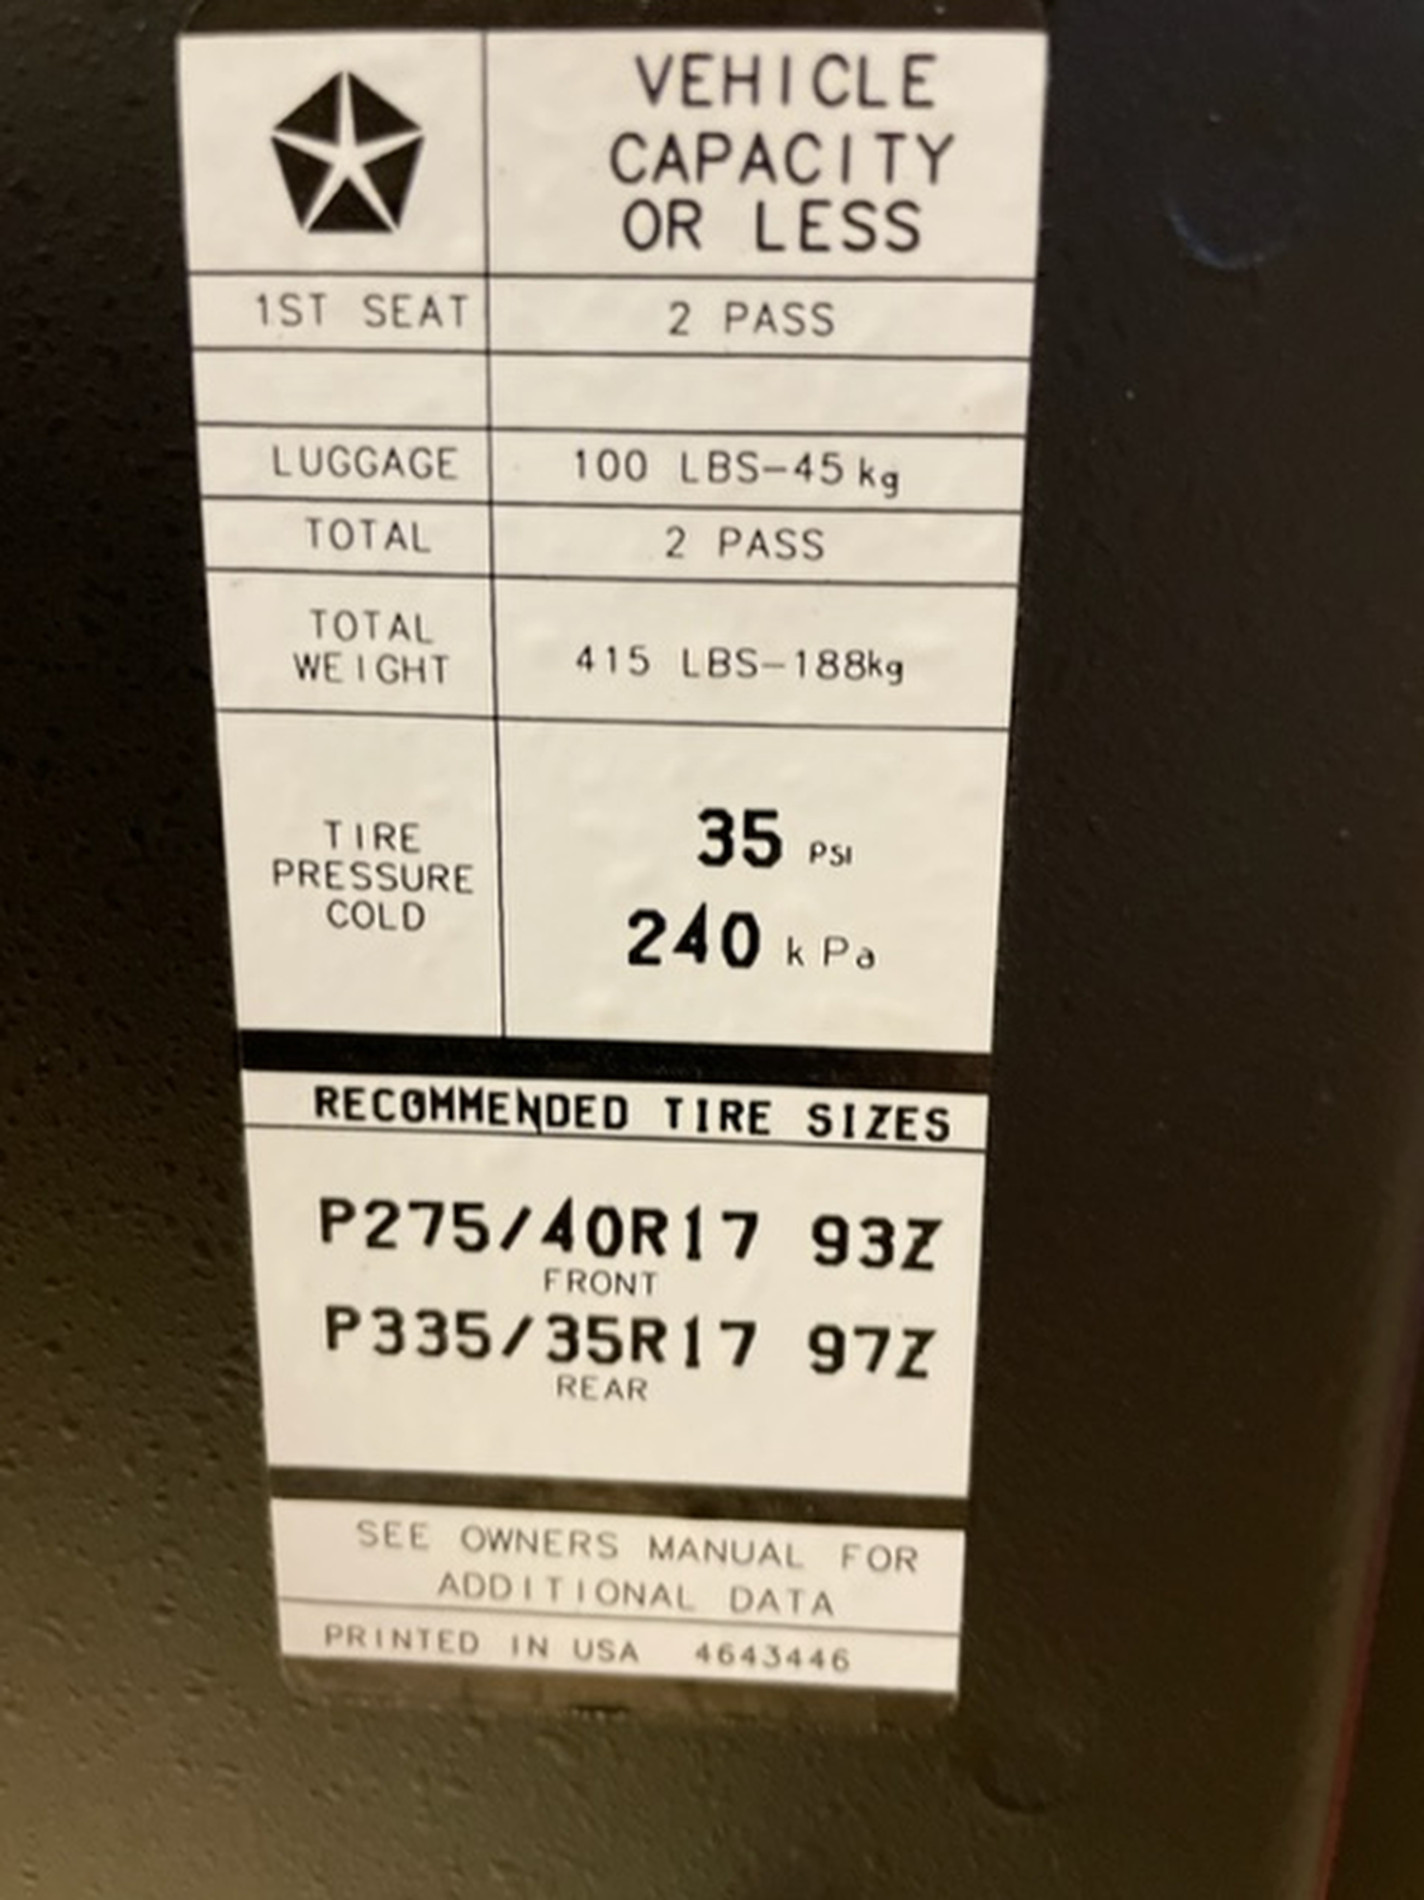 VEHICLE
CAPACITY
OR LESS
1ST SEAT 2 PASS
LUGGAGE 100 LBS-45 kg
TOTAL 2 PASS
TOTAL
WEIGHT 415 LBS-188kg
TIRE
PRESSURE
COLD
35 PSI
240 kPa
RECOMMENDED TIRE SIZES
P275/40R17 93Z
FRONT
P335/35R17 97Z
REAR
SEE OWNERS MANUAL FOR
ADDITIONAL DATA
PRINTED IN USA 4643446